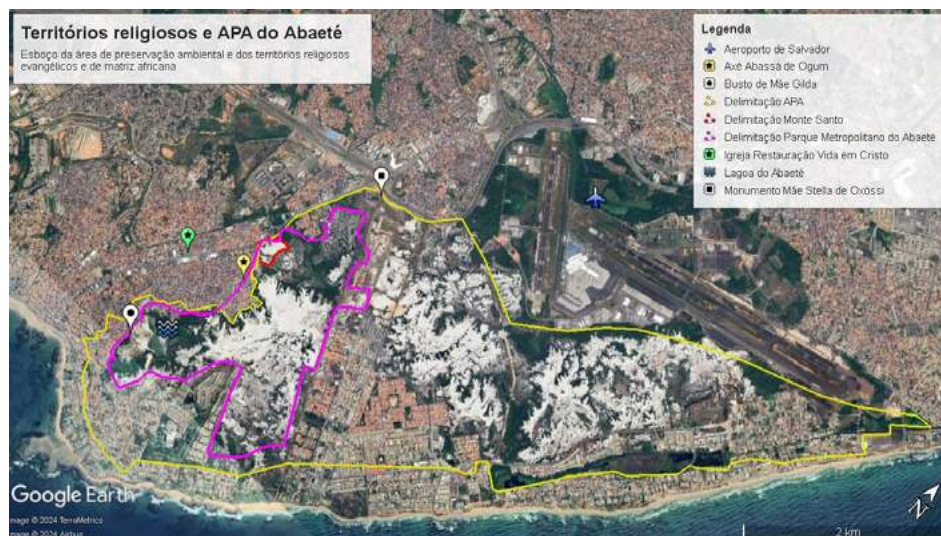 Territórios religiosos e APA do Abaeté
Esboço da área de preservação ambiental e dos territórios religiosos
evangélicos e de matriz africana
Legenda
Aeroporto de Salvador
Axé Abassá de Ogum
Busto de Mãe Gilda
Delimitação APA
Delimitação Monte Santo
Delimitação Parque Metropolitano do Abaeté
Igreja Restauração Vida em Cristo
Lagoa do Abaeté
Monumento Mãe Stella de Oxóssi
Google Earth
mage © 2024 TerraMetrics
mage © 2024 Airbus
2 km
N